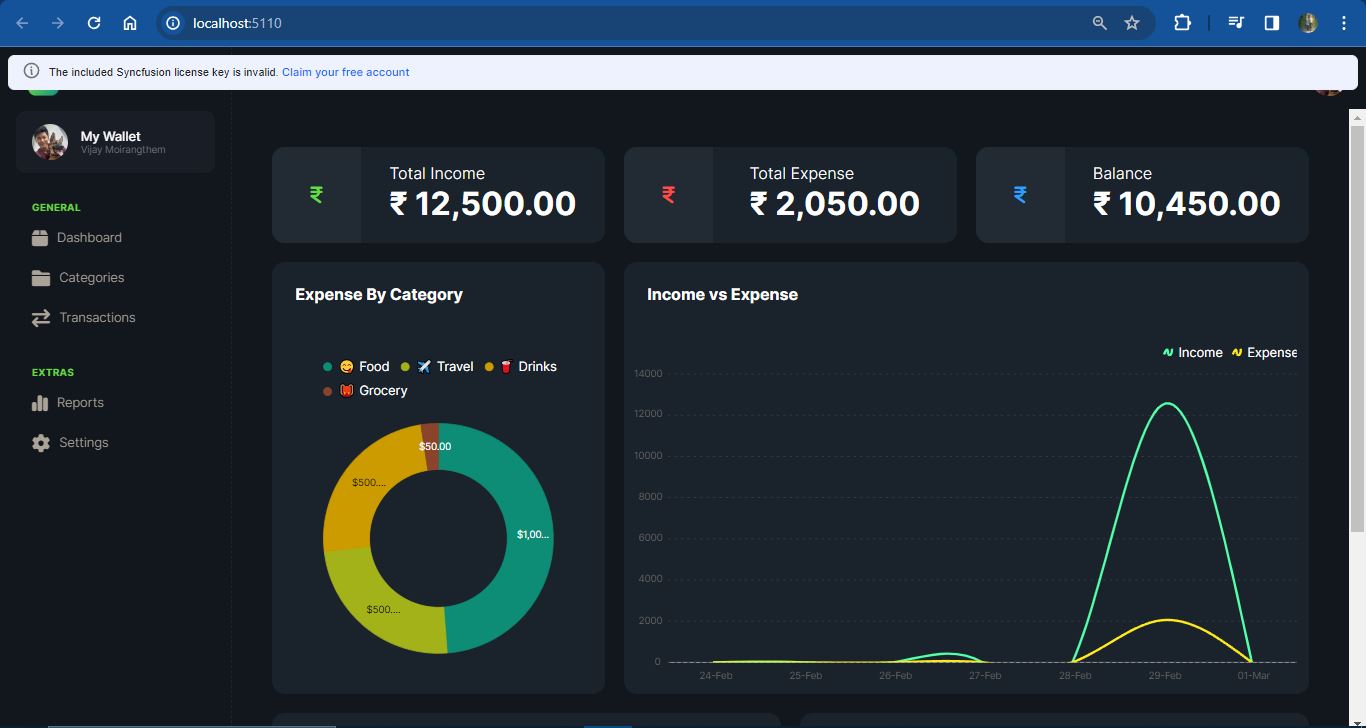 localhost:5110
The included Syncfusion license key is invalid. Claim your free account
My Wallet
Vijay Moirangthem
GENERAL
Dashboard
Categories
Transactions
EXTRAS
Reports
Settings
Total Income
₹ 12,500.00
Total Expense
₹ 2,050.00
Balance
₹ 10,450.00
Expense By Category
Food Travel Drinks
Grocery
$50.00
$500....
$1,00...
$500....
Income vs Expense
Income Expense
14000
12000
10000
8000
6000
4000
2000
0
24-Feb 25-Feb 26-Feb 27-Feb 28-Feb 29-Feb 01-Mar